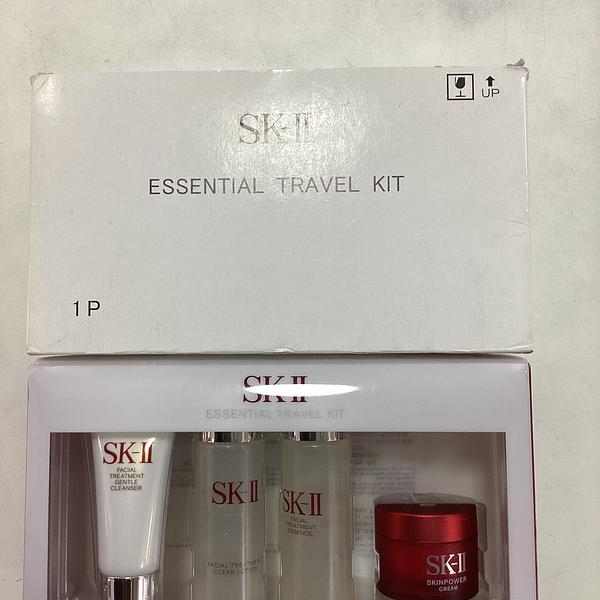 UP
SK-II
ESSENTIAL TRAVEL KIT
1 P
SK-II
ESSENTIAL TRAVEL KIT
SK-II
FACIAL
TREATMENT
GENTLE
CLEANSER
SK-II
FACIAL TREATMENT
CLEAR LOTION
SK-II
FACIAL
TREATMENT
ESSENCE
SK-II
SKINPOWER
CREAM